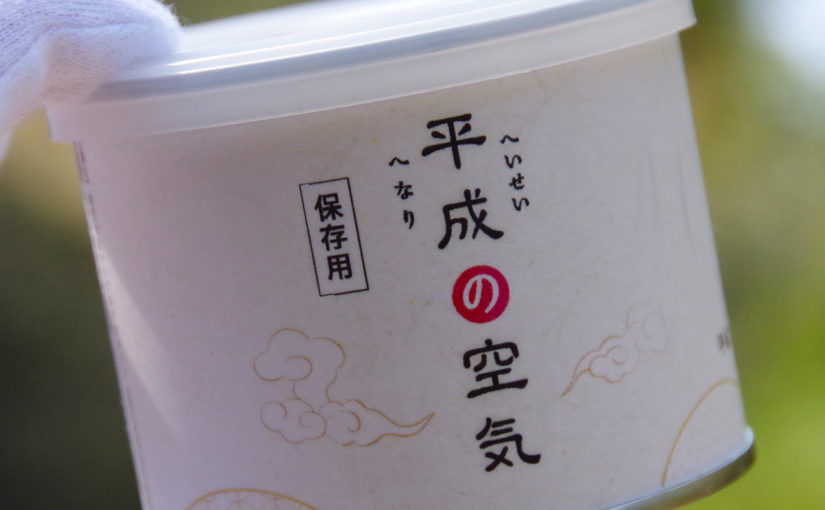 へいせい
平成の空気
へなり
保存用